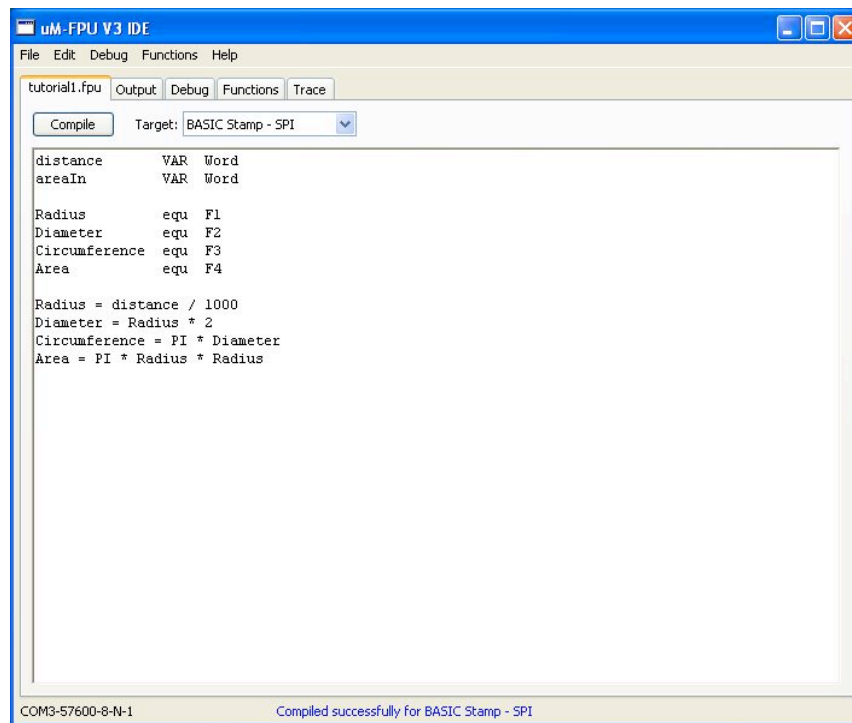 uM-FPU V3 IDE
File Edit Debug Functions Help
tutorial1.fpu Output Debug Functions Trace
Compile Target: BASIC Stamp - SPI
distance VAR Word
areaIn VAR Word
Radius equ F1
Diameter equ F2
Circumference equ F3
Area equ F4
Radius = distance / 1000
Diameter = Radius * 2
Circumference = PI * Diameter
Area = PI * Radius * Radius
COM3-57600-8-N-1 Compiled successfully for BASIC Stamp - SPI